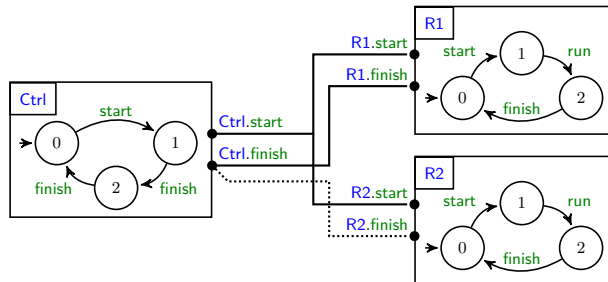 Ctrl
start
0
1
2
finish
finish
Ctrl.start
Ctrl.finish
R1.start
R1.finish
R1
start
1
run
0
2
finish
R2.start
R2.finish
R2
start
1
run
0
2
finish